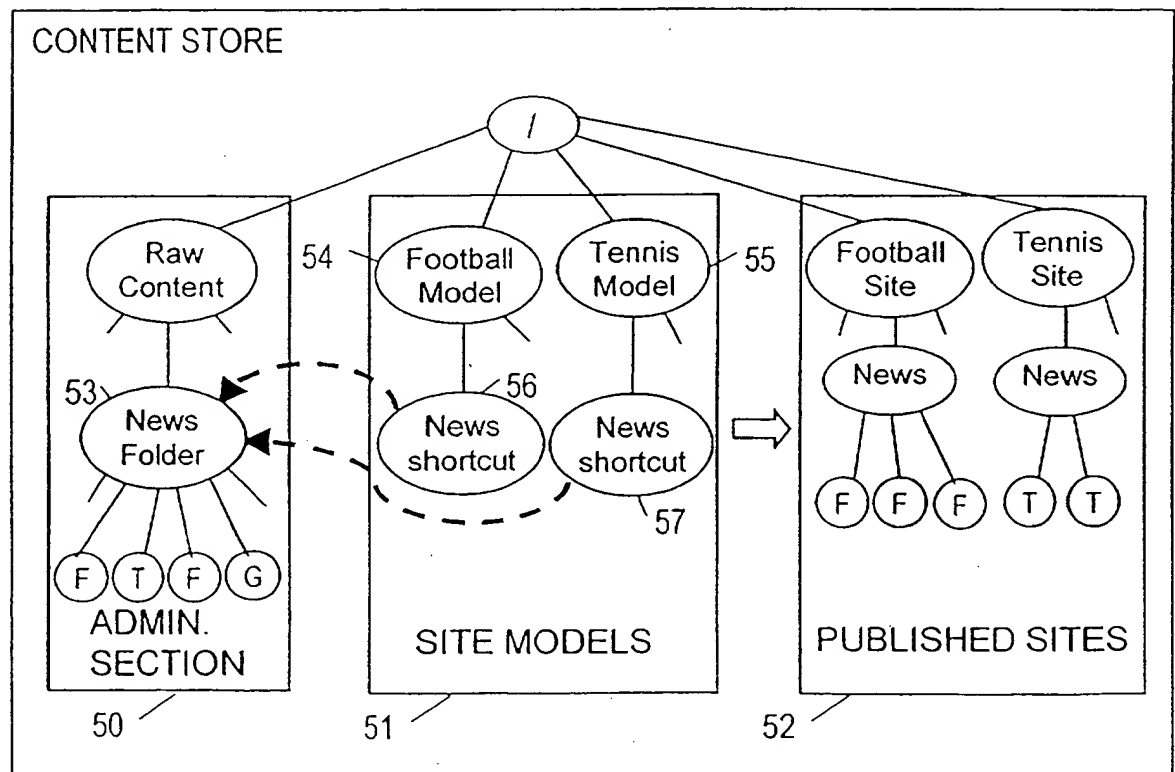 CONTENT STORE
/
Raw
Content
54
Football
Model
Tennis
Model
55
Football
Site
Tennis
Site
53
News
Folder
56
News
shortcut
News
shortcut
57
News
News
F T F G
F F F T T
ADMIN.
SECTION
SITE MODELS
PUBLISHED SITES
50
51
52